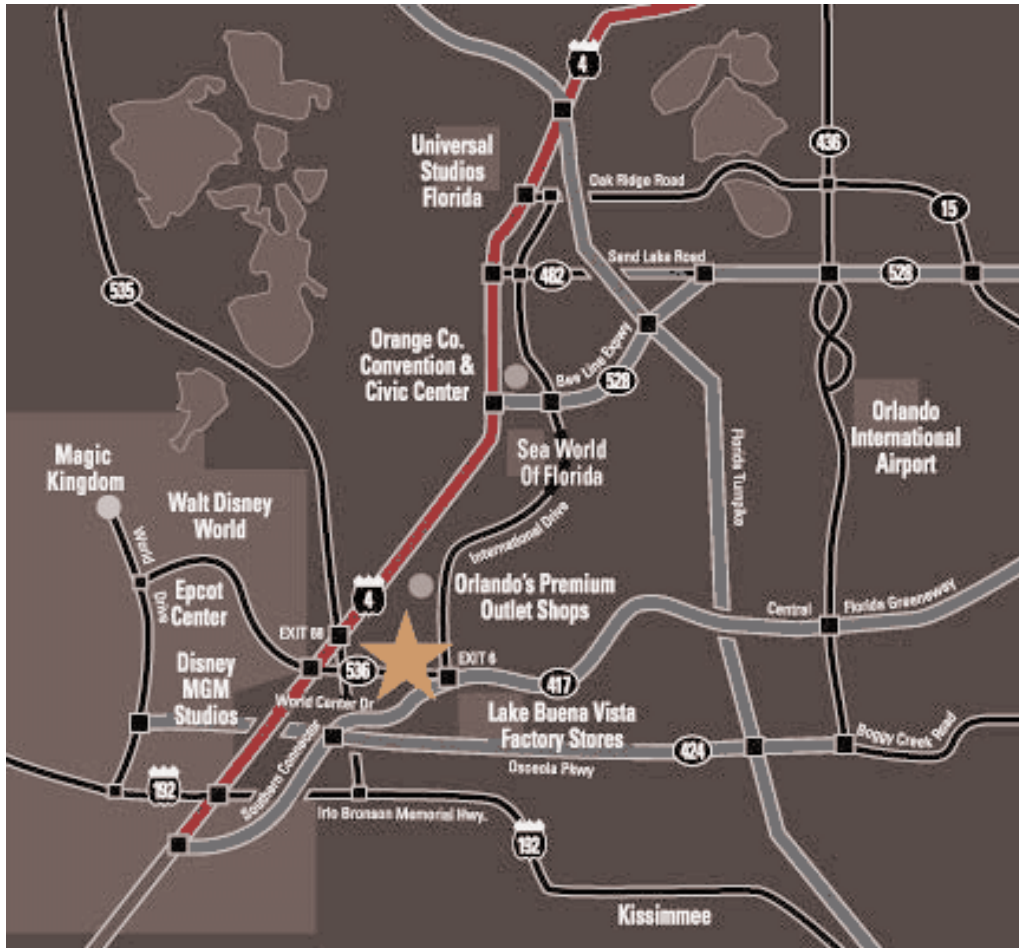 4
436
Universal
Studios
Florida
Oak Ridge Road
15
Sand Lake Road
482
528
535
Orange Co.
Convention &
Civic Center
Bee Line Expwy
528
Orlando
International
Airport
Sea World
Of Florida
Florida Turnpike
Magic
Kingdom
Walt Disney
World
World
Drive
International Drive
Epcot
Center
4
Orlando's Premium
Outlet Shops
Central
Florida Greeneway
EXIT 68
536
EXIT 6
417
Disney
MGM
Studios
World Center Dr
Lake Buena Vista
Factory Stores
424
Boggy Creek Road
Osceola Pkwy
Southern Connector
192
Irlo Bronson Memorial Hwy.
192
Kissimmee